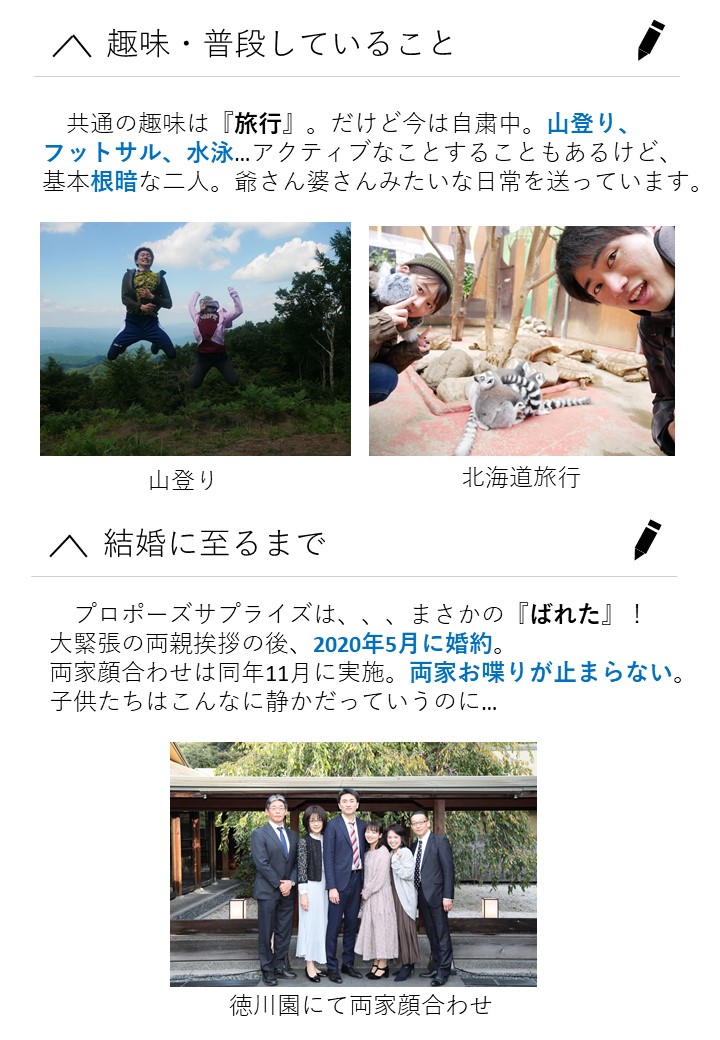 趣味・普段していること
共通の趣味は『旅行』。だけど今は自粛中。山登り、
フットサル、水泳…アクティブなことすることもあるけど、
基本根暗な二人。爺さん婆さんみたいな日常を送っています。
山登り
北海道旅行
結婚に至るまで
プロポーズサプライズは、、、まさかの『ばれた』！
大緊張の両親挨拶の後、2020年5月に婚約。
両家顔合わせは同年11月に実施。両家お喋りが止まらない。
子供たちはこんなに静かだっていうのに…
徳川園にて両家顔合わせ